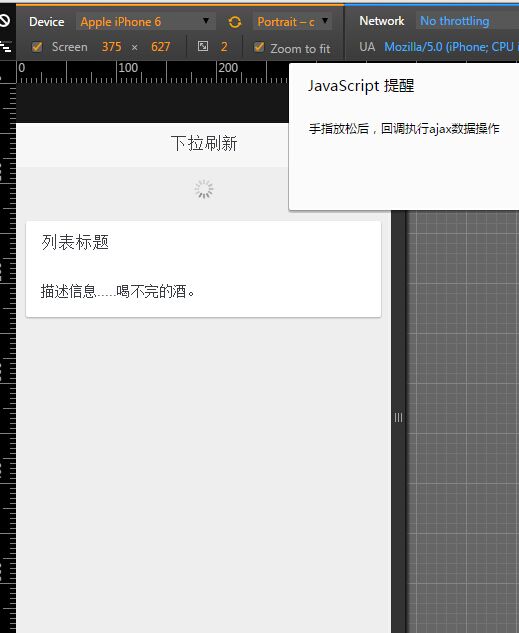 Device Apple iPhone 6 Portrait – c Network No throttling
Screen 375 × 627 2 Zoom to fit UA Mozilla/5.0 (iPhone; CPU
0 100 200
JavaScript 提醒
手指放松后，回调执行ajax数据操作
下拉刷新
列表标题
描述信息.....喝不完的酒。